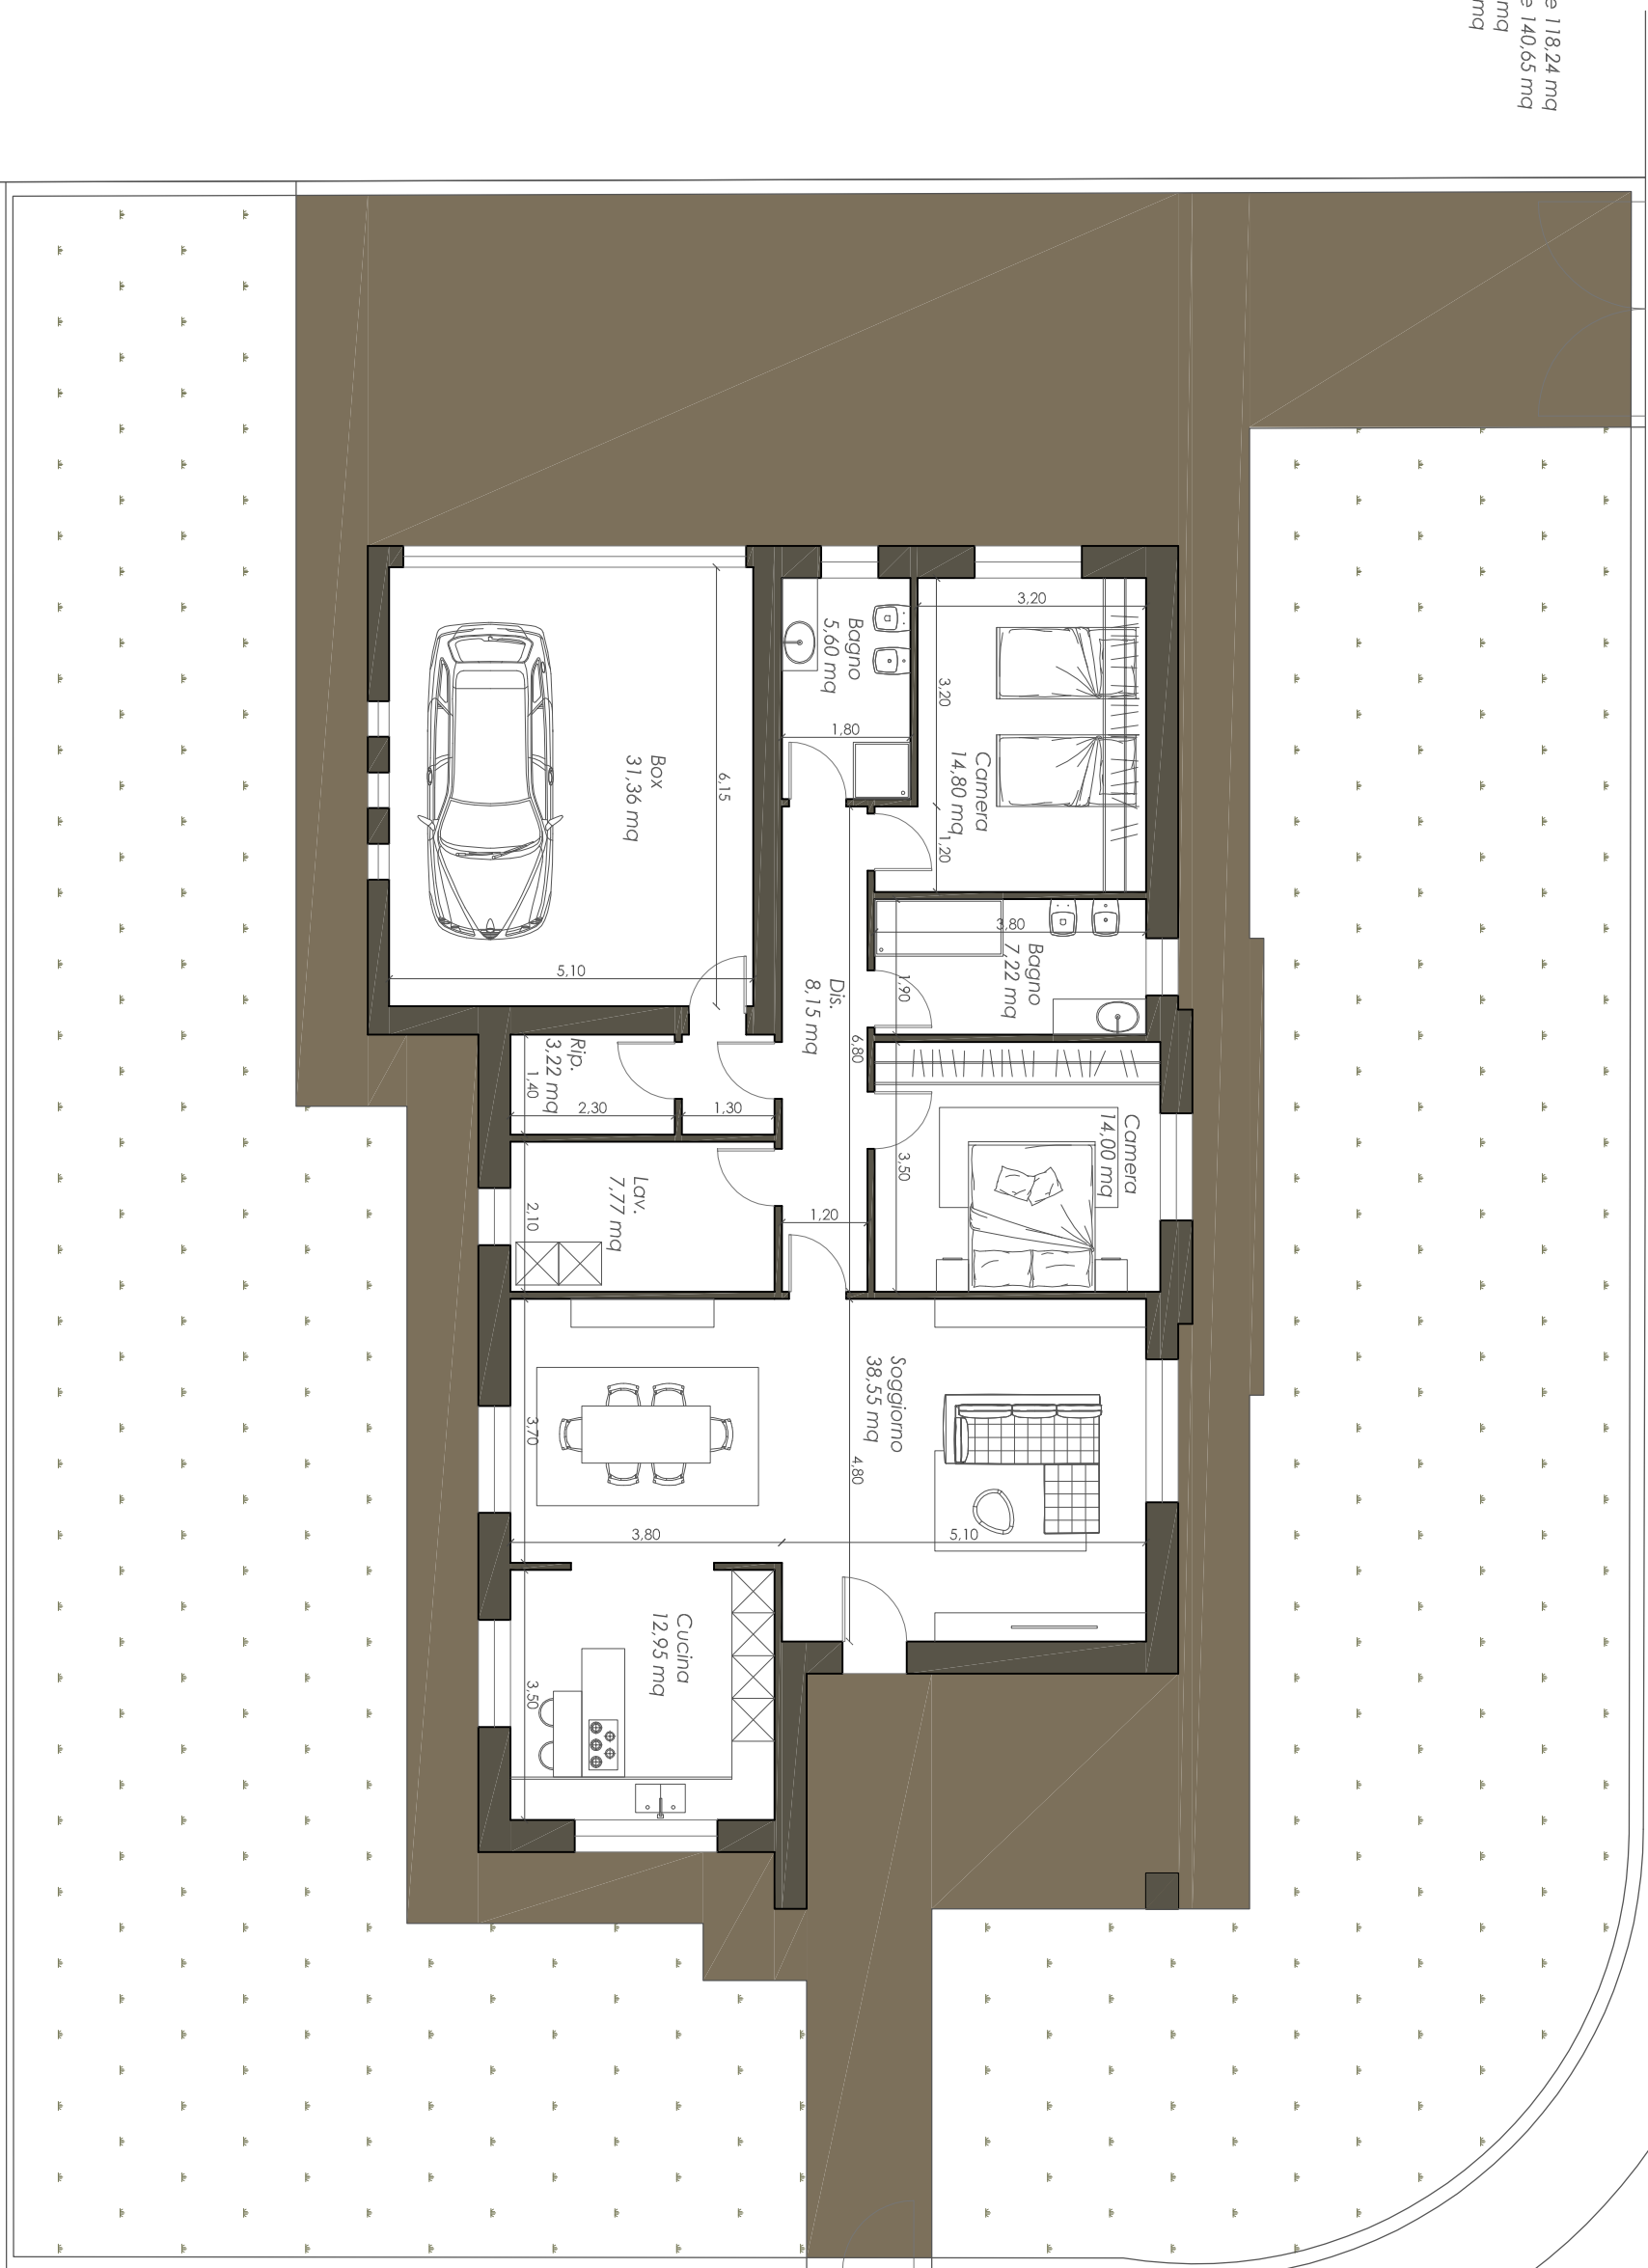 e 118,24 mq
e 140,65 mq
mq
mq
3,20
3,20
1,20
Camera
14,80 mq
Bagno
5,60 mq
1,80
Box
31,36 mq
6,15
5,10
3,80
Bagno
7,22 mq
1,90
Dis.
8,15 mq
6,80
Rip.
3,22 mq
1,40
2,30
1,30
Camera
14,00 mq
3,50
Lav.
7,77 mq
2,10
1,20
Soggiorno
38,55 mq
3,70
4,80
3,80
5,10
Cucina
12,95 mq
3,50